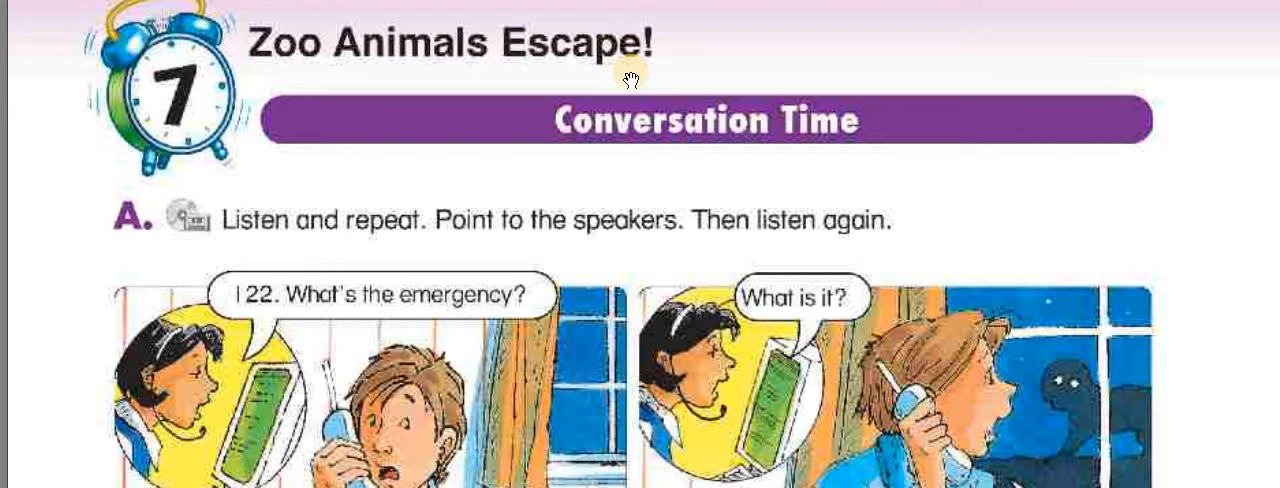 7
Zoo Animals Escape!
Conversation Time
A. Listen and repeat. Point to the speakers. Then listen again.
122. What's the emergency?
What is it?